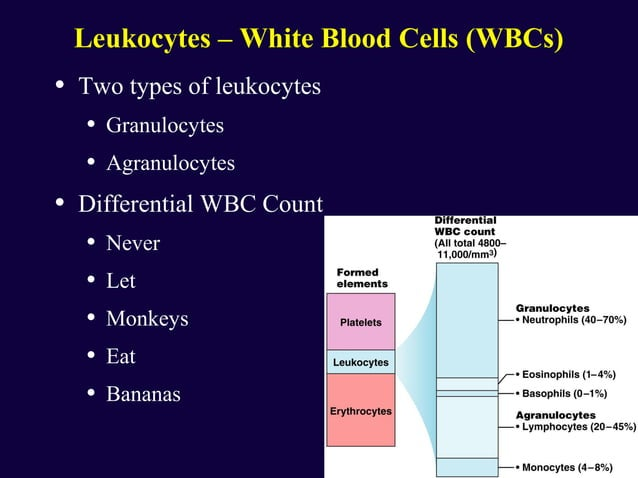 Leukocytes – White Blood Cells (WBCs)
• Two types of leukocytes
• Granulocytes
• Agranulocytes
• Differential WBC Count
• Never
• Let
• Monkeys
• Eat
• Bananas
Differential
WBC count
(All total 4800–
11,000/mm3)
Formed
elements
Platelets
Leukocytes
Erythrocytes
Granulocytes
• Neutrophils (40–70%)
• Eosinophils (1–4%)
• Basophils (0–1%)
Agranulocytes
• Lymphocytes (20–45%)
• Monocytes (4–8%)